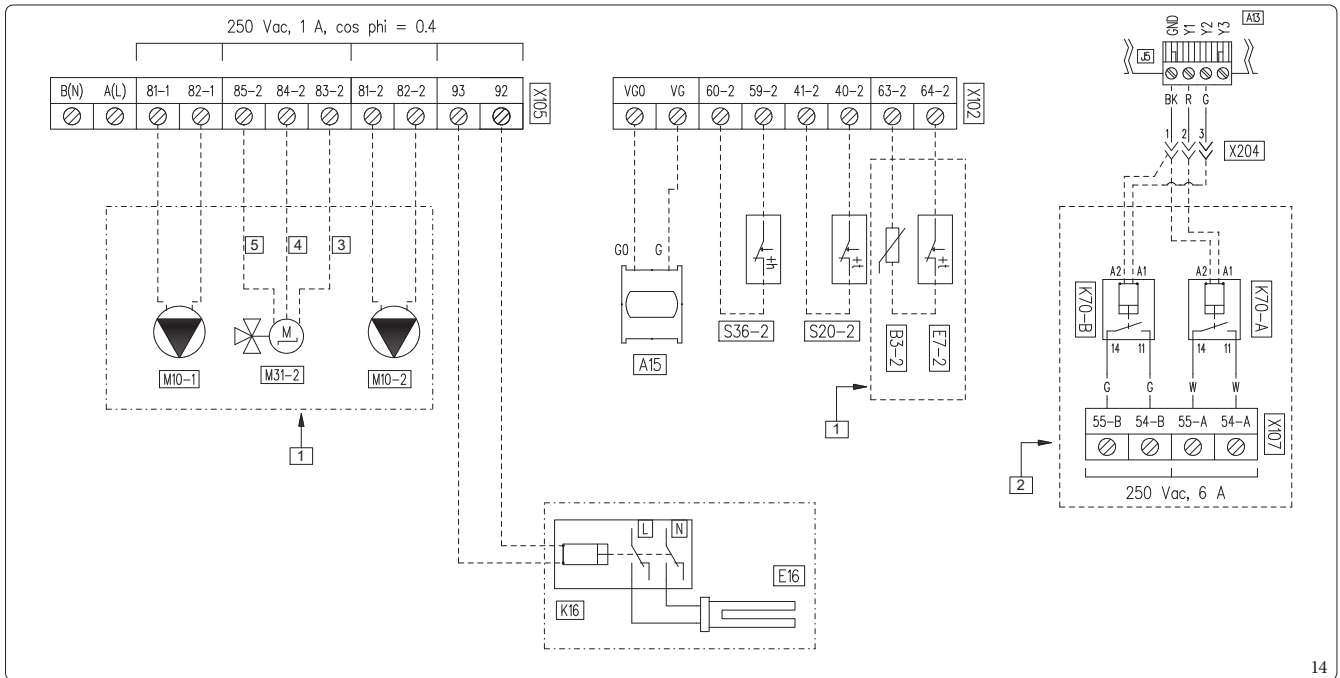 250 Vac, 1 A, cos phi = 0.4
B(N) A(L) 81-1 82-1 85-2 84-2 83-2 81-2 82-2 93 92
X105
5 4 3
M
M10-1 M31-2 M10-2
1
VG0 VG 60-2 59-2 41-2 40-2 63-2 64-2
X102
G0 G
A15
L+h
S36-2
L+t
S20-2
L+t
B3-2
E7-2
1
L N
K16
E16
GND Y1 Y2 Y3
A13
J5
BK R G
1 2 3
X204
A2 A1 A2 A1
K70-B
K70-A
14 11 14 11
G G W W
55-B 54-B 55-A 54-A
X107
2
250 Vac, 6 A
14